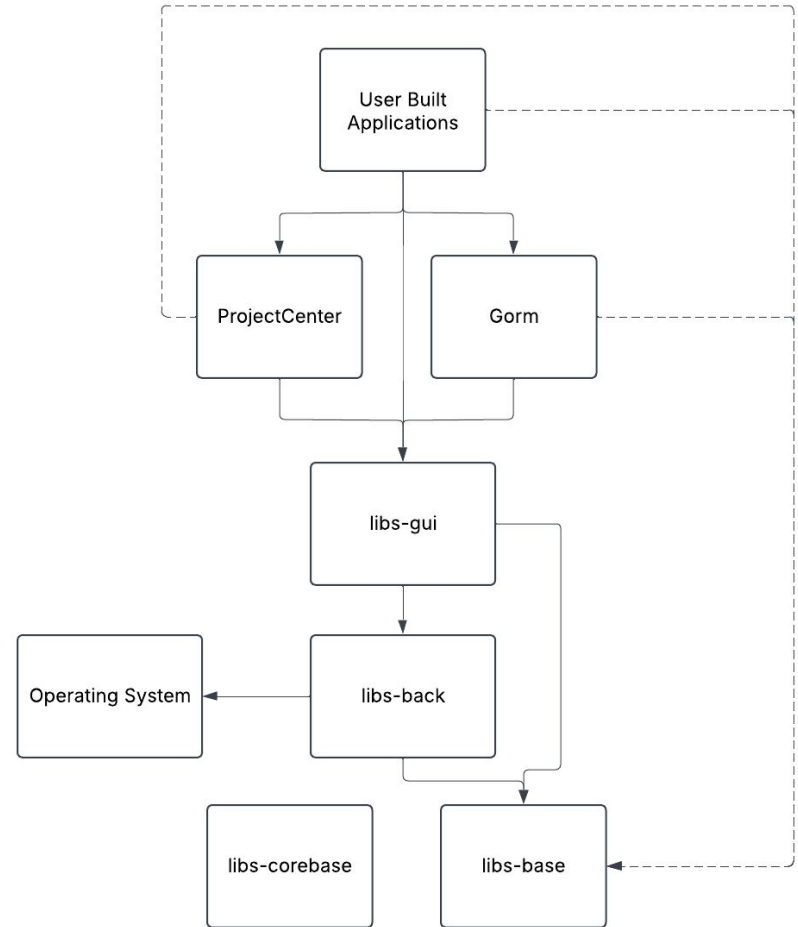 User Built
Applications
ProjectCenter
Gorm
libs-gui
Operating System
libs-back
libs-corebase
libs-base